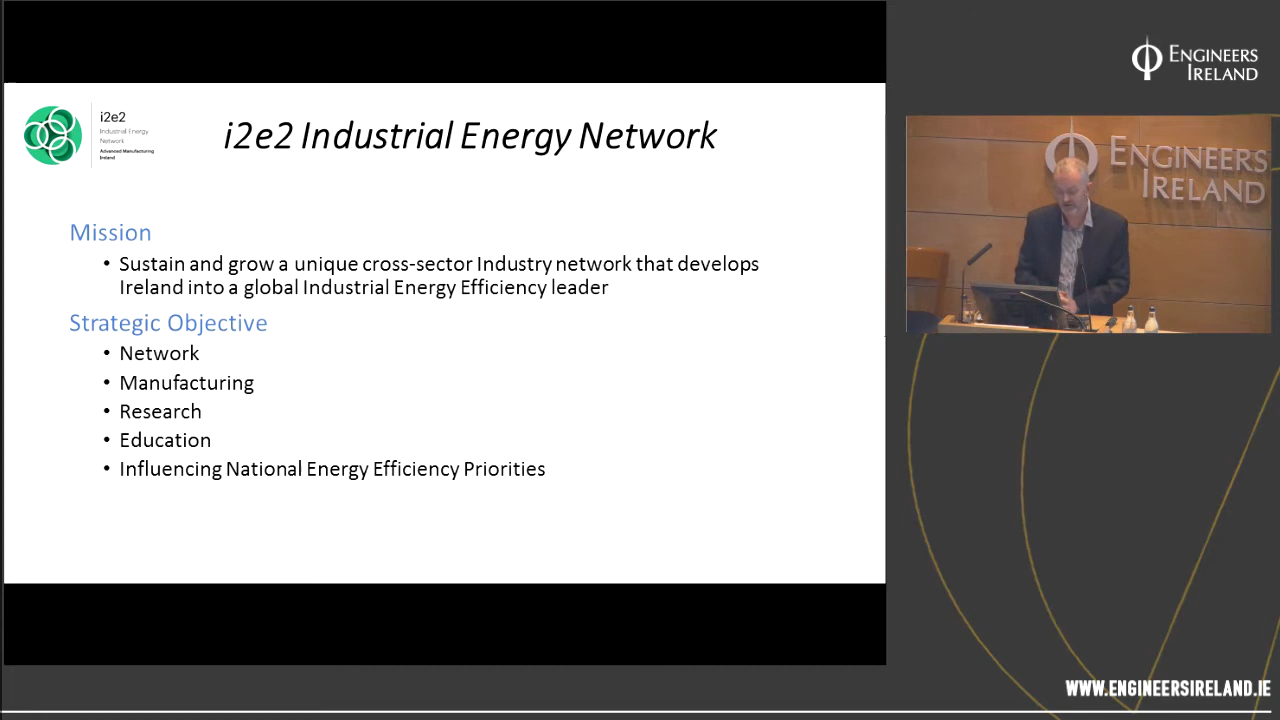 i2e2
Industrial Energy
Network
Advanced Manufacturing
Ireland
i2e2 Industrial Energy Network
Mission
• Sustain and grow a unique cross-sector Industry network that develops
Ireland into a global Industrial Energy Efficiency leader
Strategic Objective
• Network
• Manufacturing
• Research
• Education
• Influencing National Energy Efficiency Priorities
ENGINEERS
IRELAND
ENGINEERS
IRELAND
WWW.ENGINEERSIRELAND.IE